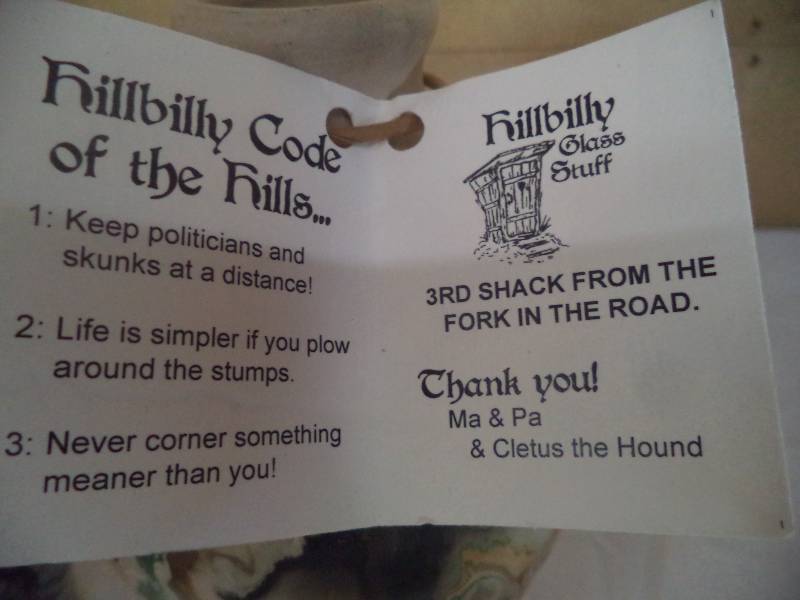 Hillbilly Code
of the Hills...
1: Keep politicians and
skunks at a distance!
2: Life is simpler if you plow
around the stumps.
3: Never corner something
meaner than you!
Hillbilly
Glass
Stuff
3RD SHACK FROM THE
FORK IN THE ROAD.
Thank you!
Ma & Pa
& Cletus the Hound